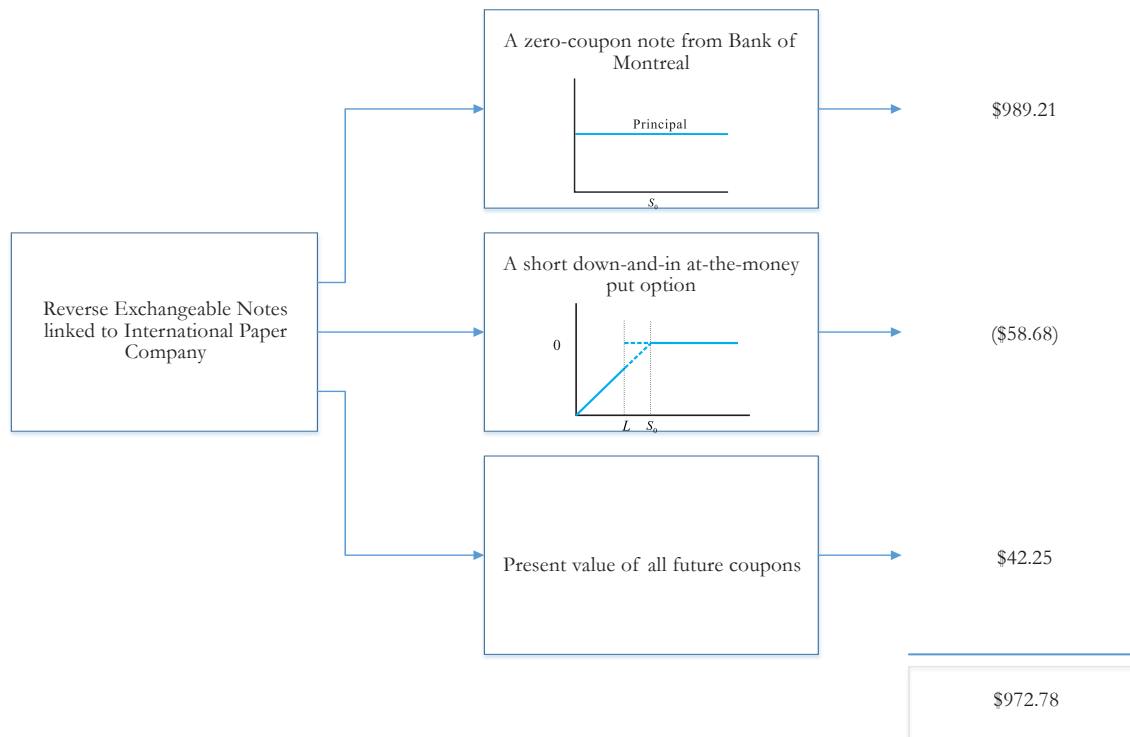 A zero-coupon note from Bank of
Montreal
Principal
S₀
$989.21
Reverse Exchangeable Notes
linked to International Paper
Company
A short down-and-in at-the-money
put option
0
L S₀
($58.68)
Present value of all future coupons
$42.25
$972.78